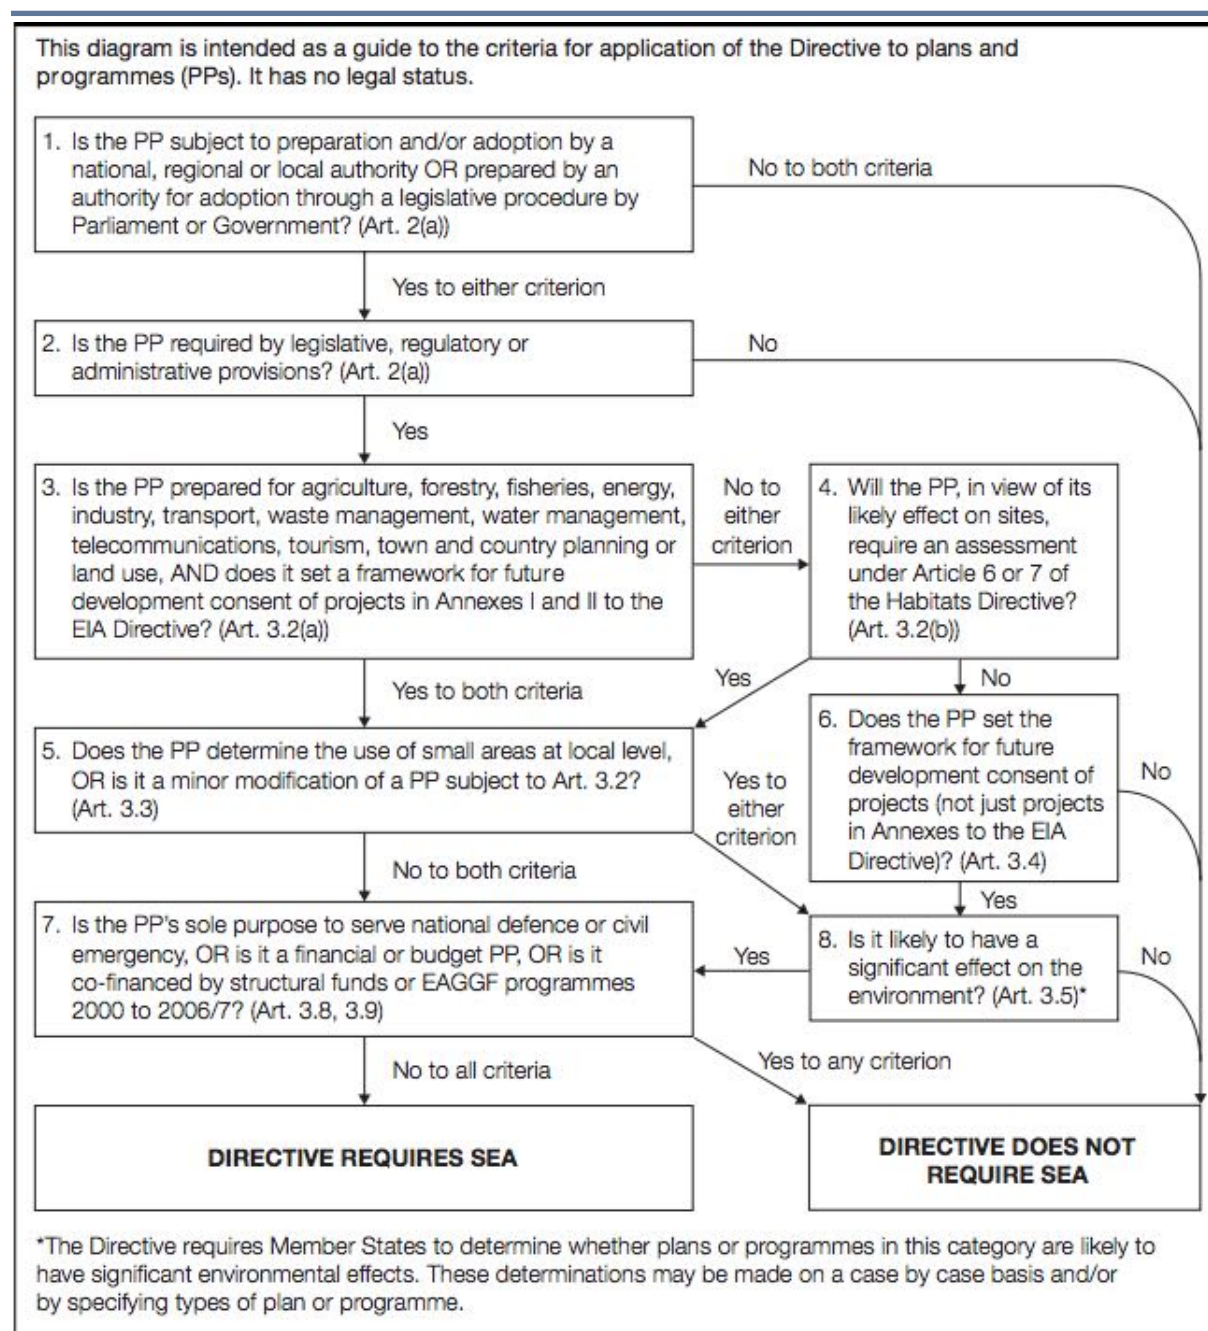 This diagram is intended as a guide to the criteria for application of the Directive to plans and
programmes (PPs). It has no legal status.
1. Is the PP subject to preparation and/or adoption by a
national, regional or local authority OR prepared by an
authority for adoption through a legislative procedure by
Parliament or Government? (Art. 2(a))
No to both criteria
Yes to either criterion
2. Is the PP required by legislative, regulatory or
administrative provisions? (Art. 2(a))
No
Yes
3. Is the PP prepared for agriculture, forestry, fisheries, energy,
industry, transport, waste management, water management,
telecommunications, tourism, town and country planning or
land use, AND does it set a framework for future
development consent of projects in Annexes I and II to the
EIA Directive? (Art. 3.2(a))
No to
either
criterion
4. Will the PP, in view of its
likely effect on sites,
require an assessment
under Article 6 or 7 of
the Habitats Directive?
(Art. 3.2(b))
Yes to both criteria
Yes
No
5. Does the PP determine the use of small areas at local level,
OR is it a minor modification of a PP subject to Art. 3.2?
(Art. 3.3)
Yes to
either
criterion
6. Does the PP set the
framework for future
development consent of
projects (not just projects
in Annexes to the EIA
Directive)? (Art. 3.4)
No
No to both criteria
Yes
7. Is the PP's sole purpose to serve national defence or civil
emergency, OR is it a financial or budget PP, OR is it
co-financed by structural funds or EAGGF programmes
2000 to 2006/7? (Art. 3.8, 3.9)
Yes
8. Is it likely to have a
significant effect on the
environment? (Art. 3.5)*
No
No to all criteria
Yes to any criterion
DIRECTIVE REQUIRES SEA
DIRECTIVE DOES NOT
REQUIRE SEA
*The Directive requires Member States to determine whether plans or programmes in this category are likely to
have significant environmental effects. These determinations may be made on a case by case basis and/or
by specifying types of plan or programme.